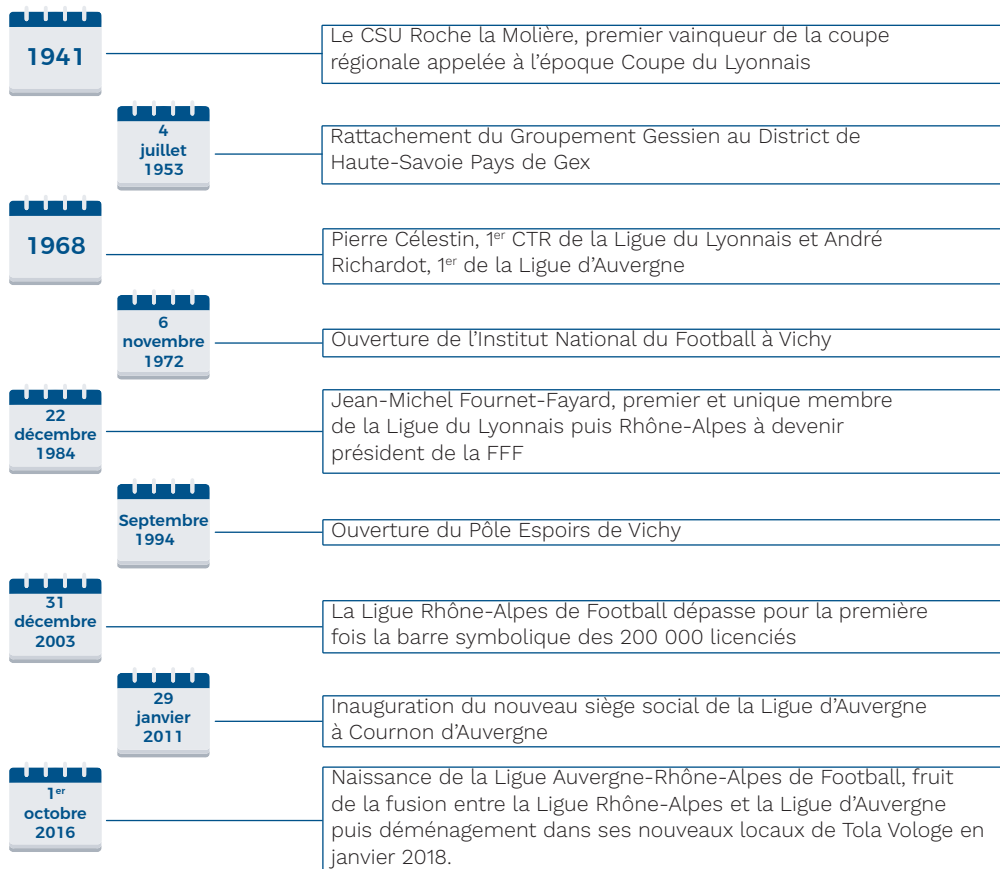 1941
Le CSU Roche la Molière, premier vainqueur de la coupe
régionale appelée à l’époque Coupe du Lyonnais
4
juillet
1953
Rattachement du Groupement Gessien au District de
Haute-Savoie Pays de Gex
1968
Pierre Célestin, 1er CTR de la Ligue du Lyonnais et André
Richardot, 1er de la Ligue d’Auvergne
6
novembre
1972
Ouverture de l’Institut National du Football à Vichy
22
décembre
1984
Jean-Michel Fournet-Fayard, premier et unique membre
de la Ligue du Lyonnais puis Rhône-Alpes à devenir
président de la FFF
Septembre
1994
Ouverture du Pôle Espoirs de Vichy
31
décembre
2003
La Ligue Rhône-Alpes de Football dépasse pour la première
fois la barre symbolique des 200 000 licenciés
29
janvier
2011
Inauguration du nouveau siège social de la Ligue d’Auvergne
à Cournon d’Auvergne
1er
octobre
2016
Naissance de la Ligue Auvergne-Rhône-Alpes de Football, fruit
de la fusion entre la Ligue Rhône-Alpes et la Ligue d’Auvergne
puis déménagement dans ses nouveaux locaux de Tola Vologe en
janvier 2018.